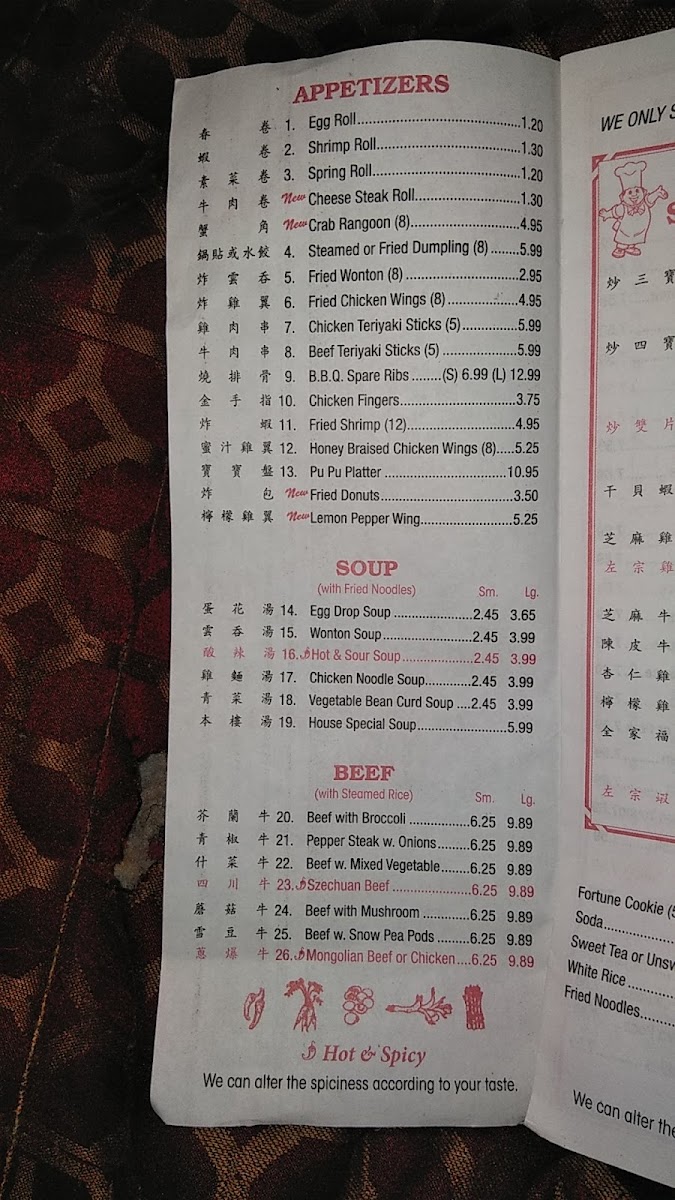 APPETIZERS
春 卷 1. Egg Roll 1.20
蝦 卷 2. Shrimp Roll 1.30
素 菜 卷 3. Spring Roll 1.20
牛 肉 卷 New Cheese Steak Roll 1.30
蟹 角 New Crab Rangoon (8) 4.95
鍋貼或水餃 4. Steamed or Fried Dumpling (8) 5.99
炸 雲 吞 5. Fried Wonton (8) 2.95
炸 雞 翼 6. Fried Chicken Wings (8) 4.95
雞 肉 串 7. Chicken Teriyaki Sticks (5) 5.99
牛 肉 串 8. Beef Teriyaki Sticks (5) 5.99
燒 排 骨 9. B.B.Q. Spare Ribs (S) 6.99 (L) 12.99
金 手 指 10. Chicken Fingers 3.75
炸 蝦 11. Fried Shrimp (12) 4.95
蜜 汁 雞 翼 12. Honey Braised Chicken Wings (8) 5.25
寶 寶 盤 13. Pu Pu Platter 10.95
炸 包 New Fried Donuts 3.50
檸 檬 雞 翼 New Lemon Pepper Wing 5.25
SOUP
(with Fried Noodles) Sm. Lg.
蛋 花 湯 14. Egg Drop Soup 2.45 3.65
雲 吞 湯 15. Wonton Soup 2.45 3.99
酸 辣 湯 16. Hot & Sour Soup 2.45 3.99
雞 麵 湯 17. Chicken Noodle Soup 2.45 3.99
青 菜 湯 18. Vegetable Bean Curd Soup 2.45 3.99
本 樓 湯 19. House Special Soup 5.99
BEEF
(with Steamed Rice) Sm. Lg.
芥 蘭 牛 20. Beef with Broccoli 6.25 9.89
青 椒 牛 21. Pepper Steak w. Onions 6.25 9.89
什 菜 牛 22. Beef w. Mixed Vegetable 6.25 9.89
四 川 牛 23. Szechuan Beef 6.25 9.89
蘑 菇 牛 24. Beef with Mushroom 6.25 9.89
雪 豆 牛 25. Beef w. Snow Pea Pods 6.25 9.89
蔥 爆 牛 26. Mongolian Beef or Chicken 6.25 9.89
Hot & Spicy
We can alter the spiciness according to your taste.
WE ONLY
炒 三 寶
炒 四 寶
炒 雙 片
干 貝 蝦
芝 麻 雞
左 宗 雞
芝 麻 牛
陳 皮 牛
杏 仁 雞
檸 檬 雞
全 家 福
左 宗 蝦
Fortune Cookie
Soda
Sweet Tea or
White Rice
Fried Noodles
We can alter the